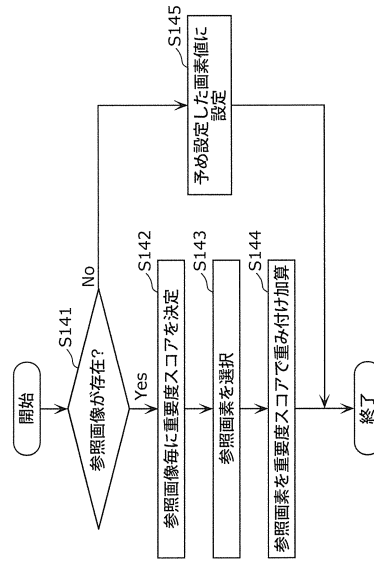 開始
S141
参照画像が存在?
No
Yes
S142
参照画像毎に重要度スコアを決定
S143
参照画素を選択
S144
参照画素を重要度スコアで重み付け加算
S145
予め設定した画素値に
設定
終了